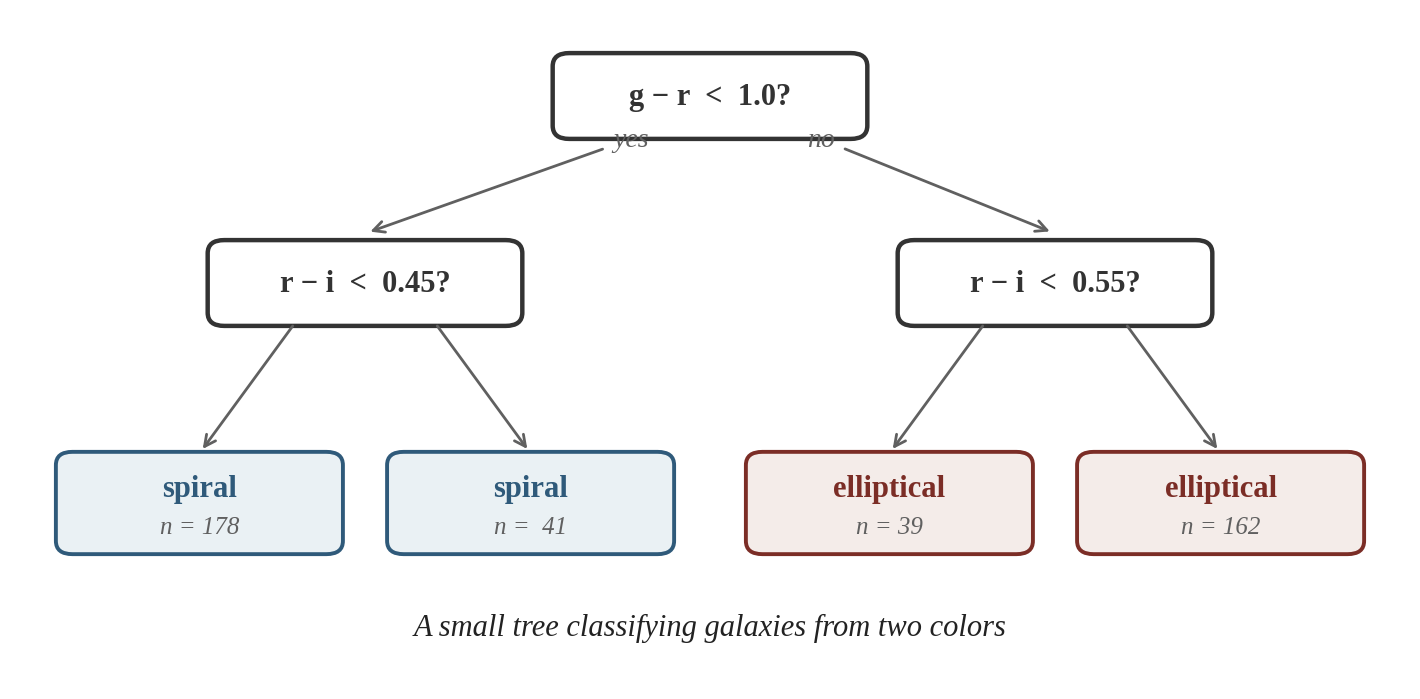 g − r < 1.0?
yes
no
r − i < 0.45?
r − i < 0.55?
spiral
n = 178
spiral
n = 41
elliptical
n = 39
elliptical
n = 162
A small tree classifying galaxies from two colors